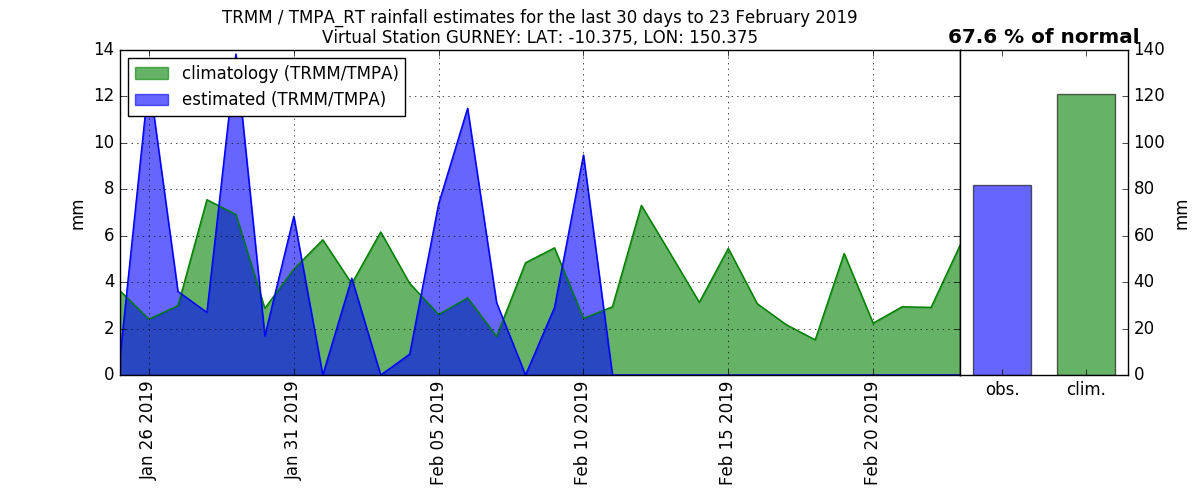 TRMM / TMPA_RT rainfall estimates for the last 30 days to 23 February 2019
Virtual Station GURNEY: LAT: -10.375, LON: 150.375
67.6 % of normal
climatology (TRMM/TMPA)
estimated (TRMM/TMPA)
14
12
10
8
6
4
2
0
mm
Jan 26 2019
Jan 31 2019
Feb 05 2019
Feb 10 2019
Feb 15 2019
Feb 20 2019
140
120
100
80
60
40
20
0
mm
obs.
clim.